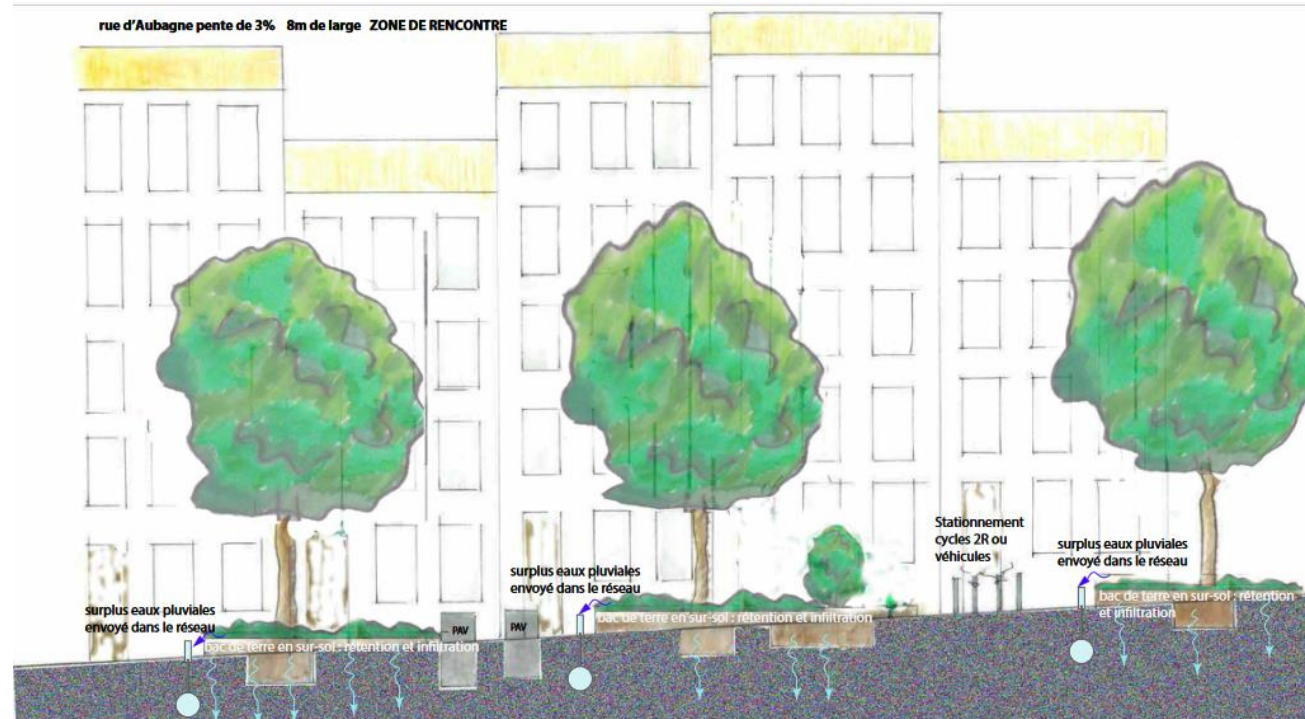 rue d'Aubagne pente de 3% 8m de large ZONE DE RENCONTRE
Stationnement
cycles 2R ou
véhicules
surplus eaux pluviales
envoyé dans le réseau
surplus eaux pluviales
envoyé dans le réseau
bac de terre en sur-sol : rétention
et infiltration
surplus eaux pluviales
envoyé dans le réseau
bac de terre en sur-sol : rétention et infiltration
PAV
PAV
bac de terre en sur-sol : rétention et infiltration